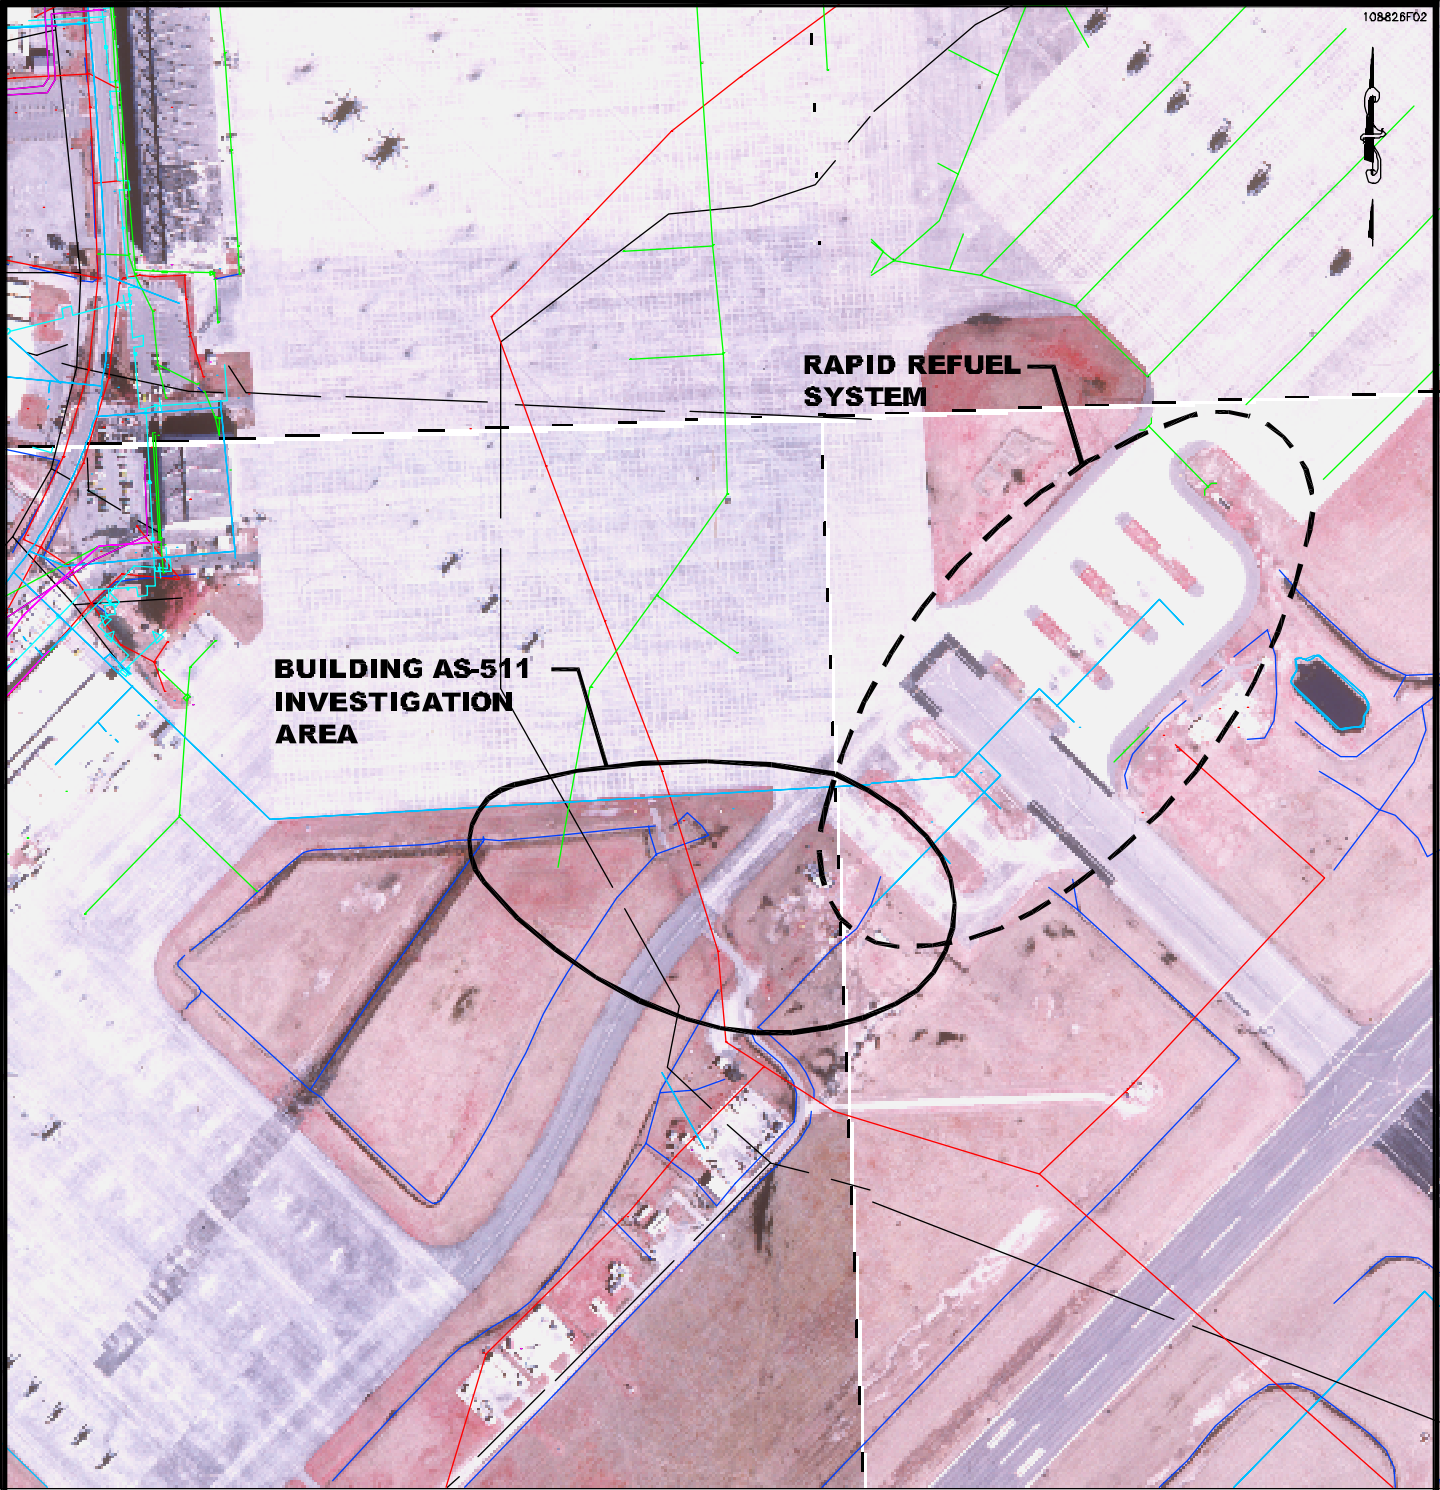 108826F02
RAPID REFUEL
SYSTEM
BUILDING AS-511
INVESTIGATION
AREA